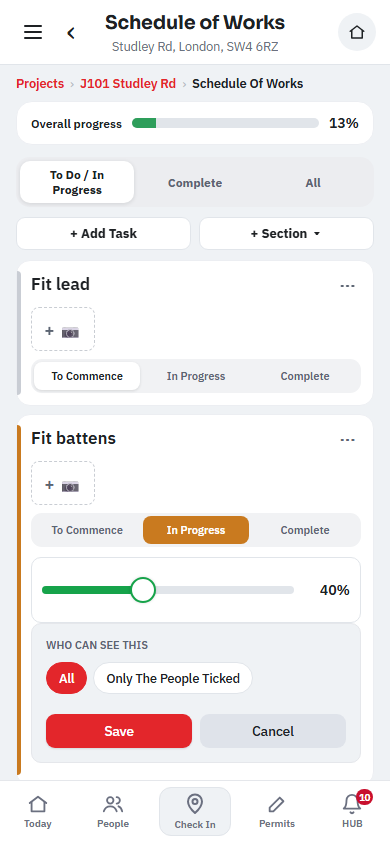 Schedule of Works
Studley Rd, London, SW4 6RZ
Projects › J101 Studley Rd › Schedule Of Works
Overall progress 13%
To Do / In
Progress
Complete
All
+ Add Task
+ Section
Fit lead
+
To Commence
In Progress
Complete
Fit battens
+
To Commence
In Progress
Complete
40%
WHO CAN SEE THIS
All
Only The People Ticked
Save
Cancel
10
Today
People
Check In
Permits
HUB